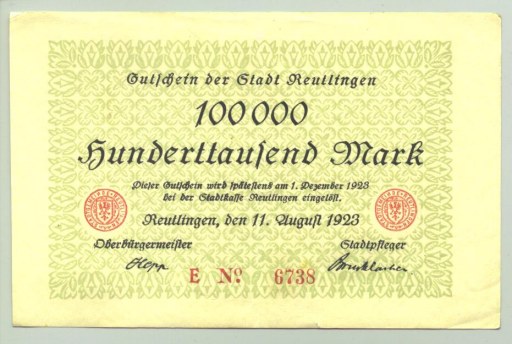 Gutschein der Stadt Reutlingen
100 000
Hunderttausend Mark
Dieser Gutschein wird spätestens am 1. Dezember 1923
bei der Stadtkasse Reutlingen eingelöst.
Reutlingen, den 11. August 1923
Oberbürgermeister Stadtpfleger
Hepp
E No. 6738